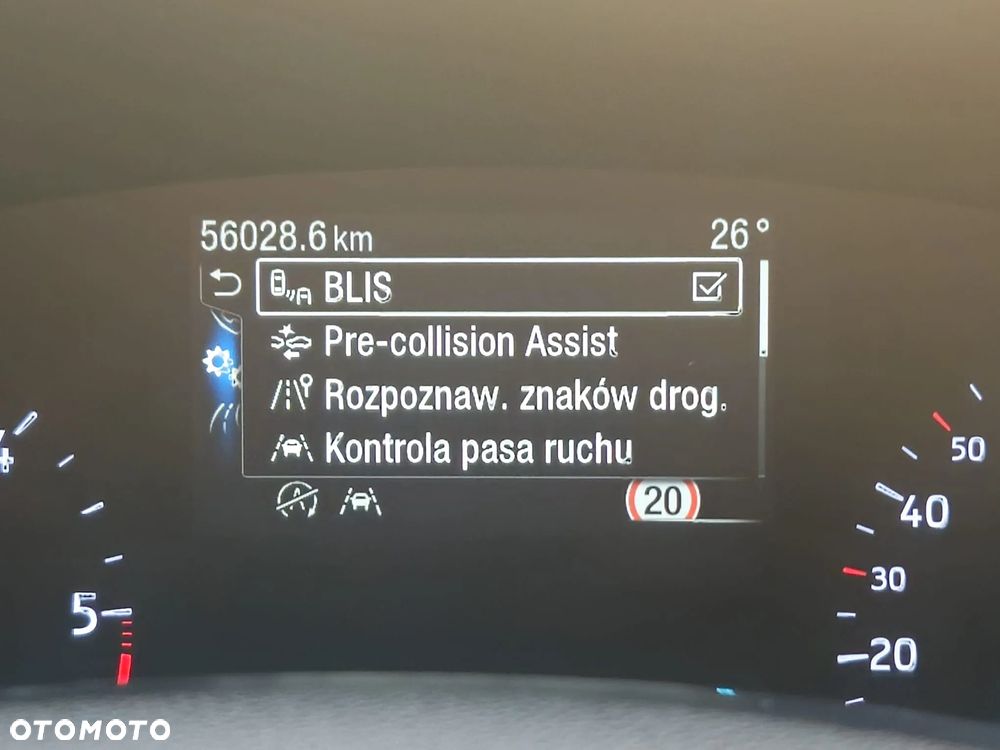 56028.6 km 26°
BLIS
Pre-collision Assist
Rozpoznaw. znaków drog.
Kontrola pasa ruchu
20
50
40
30
20
5
4
OTOMOTO